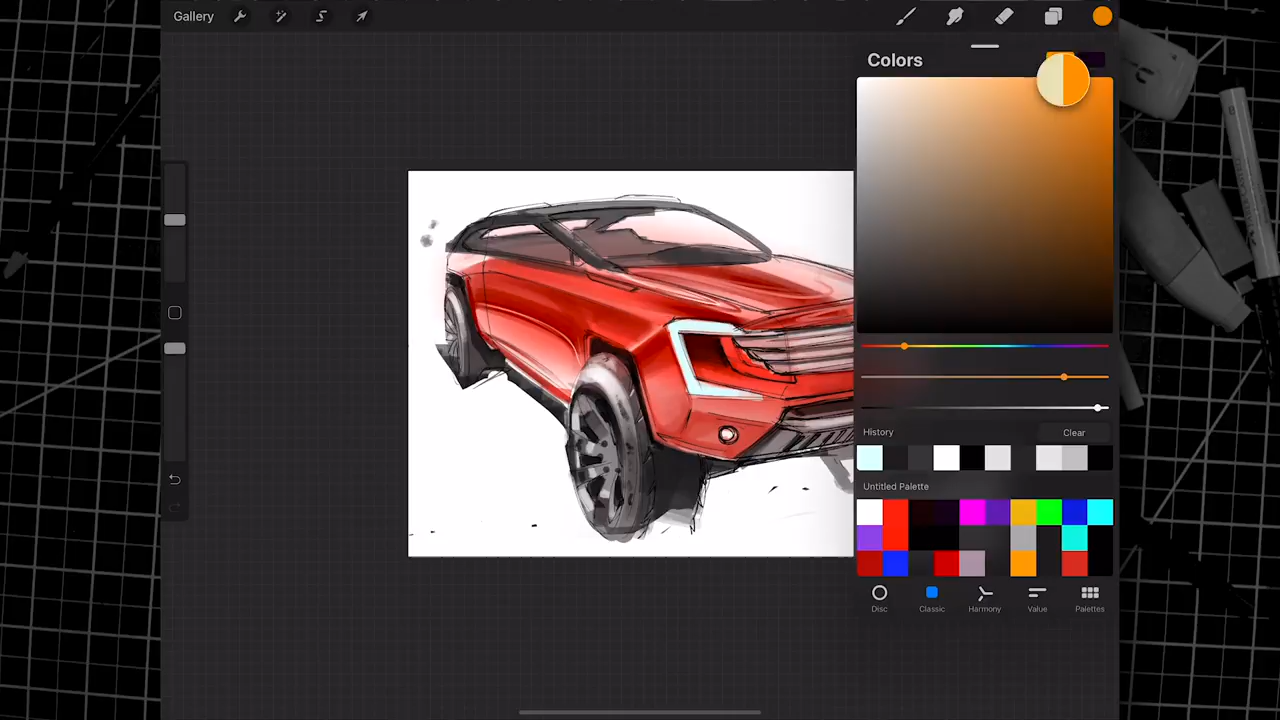 Gallery
Colors
History
Clear
Untitled Palette
Disc
Classic
Harmony
Value
Palettes